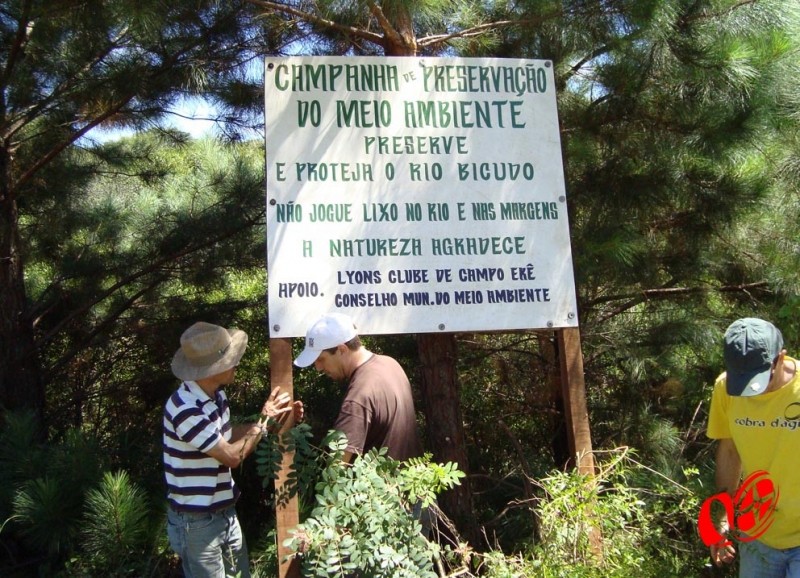 CAMPANHA DE PRESERVAÇÃO
DO MEIO AMBIENTE
PRESERVE
E PROTEJA O RIO BICUDO
NÃO JOGUE LIXO NO RIO E NAS MARGENS
A NATUREZA AGRADECE
APOIO. LYONS CLUBE DE CAMPO ERÊ
CONSELHO MUN. DO MEIO AMBIENTE